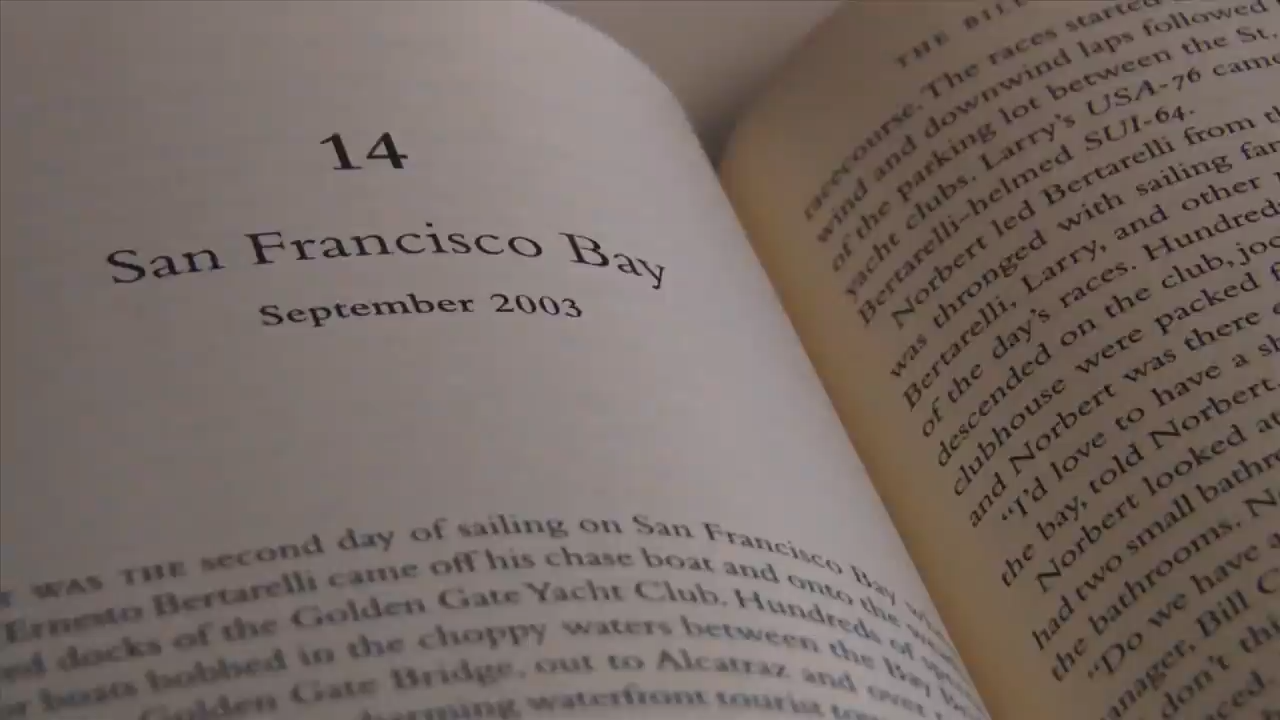 14
San Francisco Bay
September 2003
WAS THE second day of sailing on San Francisco Bay
Ernesto Bertarelli came off his chase boat and onto the
docks of the Golden Gate Yacht Club. Hundreds of
boats bobbed in the choppy waters between the Bay
Golden Gate Bridge, out to Alcatraz and over
waterfront tourist
THE
racecourse. The races started
wind and downwind laps followed
of the parking lot between the St.
yacht clubs. Larry's USA-76 came
Bertarelli-helmed SUI-64.
Norbert led Bertarelli from
was thronged with sailing
Bertarelli, Larry, and other
of the day's races. Hundred
descended on the club,
clubhouse were packed
and Norbert was there
"I'd love to have a
the bay, told Norbert.
Norbert looked
had two small
the bathrooms.
"Do we have
Bill
don't